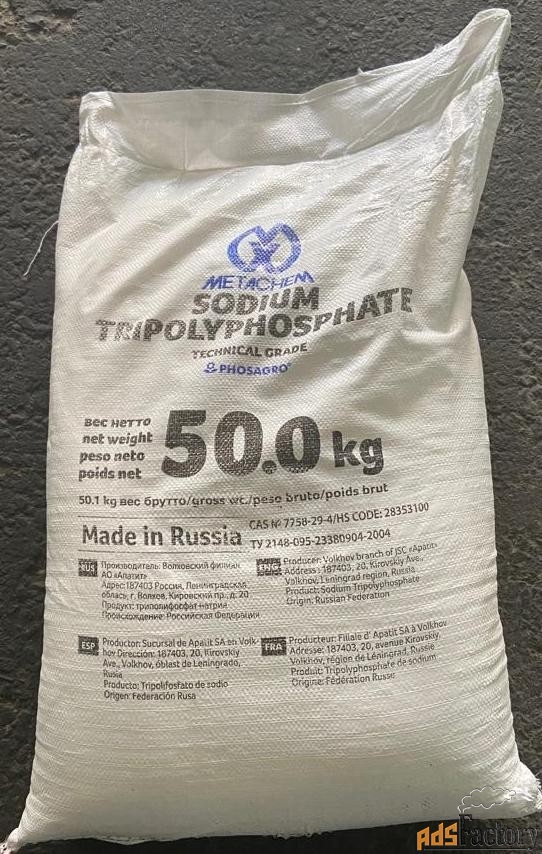 METACHEM
SODIUM
TRIPOLYPHOSPHATE
TECHNICAL GRADE
PHOSAGRO®
вес нетто
net weight
peso neto
poids net
50.0 kg
50.1 kg вес брутто/gross wt./peso bruto/poids brut
Made in Russia
CAS № 7758-29-4/HS CODE: 28353100
ТУ 2148-095-23380904-2004
RUS
Производитель: Волховский филиал
АО «Апатит»
Адрес:187403 Россия, Ленинградская
область, г. Волхов, Кировский пр., д. 20
Продукт: триполифосфат натрия
Происхождение: Российская Федерация
ENG
Producer: Volkhov branch of JSC «Apatit»
Address : 187403, 20, Kirovsky Ave.,
Volkhov, Leningrad region, Russia
Product: Sodium Tripolyphosphate
Origin: Russian Federation
ESP
Productor: Sucursal de Apatit SA en Volk-
hov Dirección: 187403, 20, Kirovskiy
Ave., Volkhov, óblast de Leningrado,
Rusia
Producto: Tripolifosfato de sodio
Origen: Federación Rusa
FRA
Producteur: Filiale d' Apatit SA à Volkhov
Adresse: 187403, 20, avenue Kirovskiy,
Volkhov, région de Léningrad, Russie
Produit: Tripolyphosphate de sodium
Origine: Fédération Russe
AdsFactory